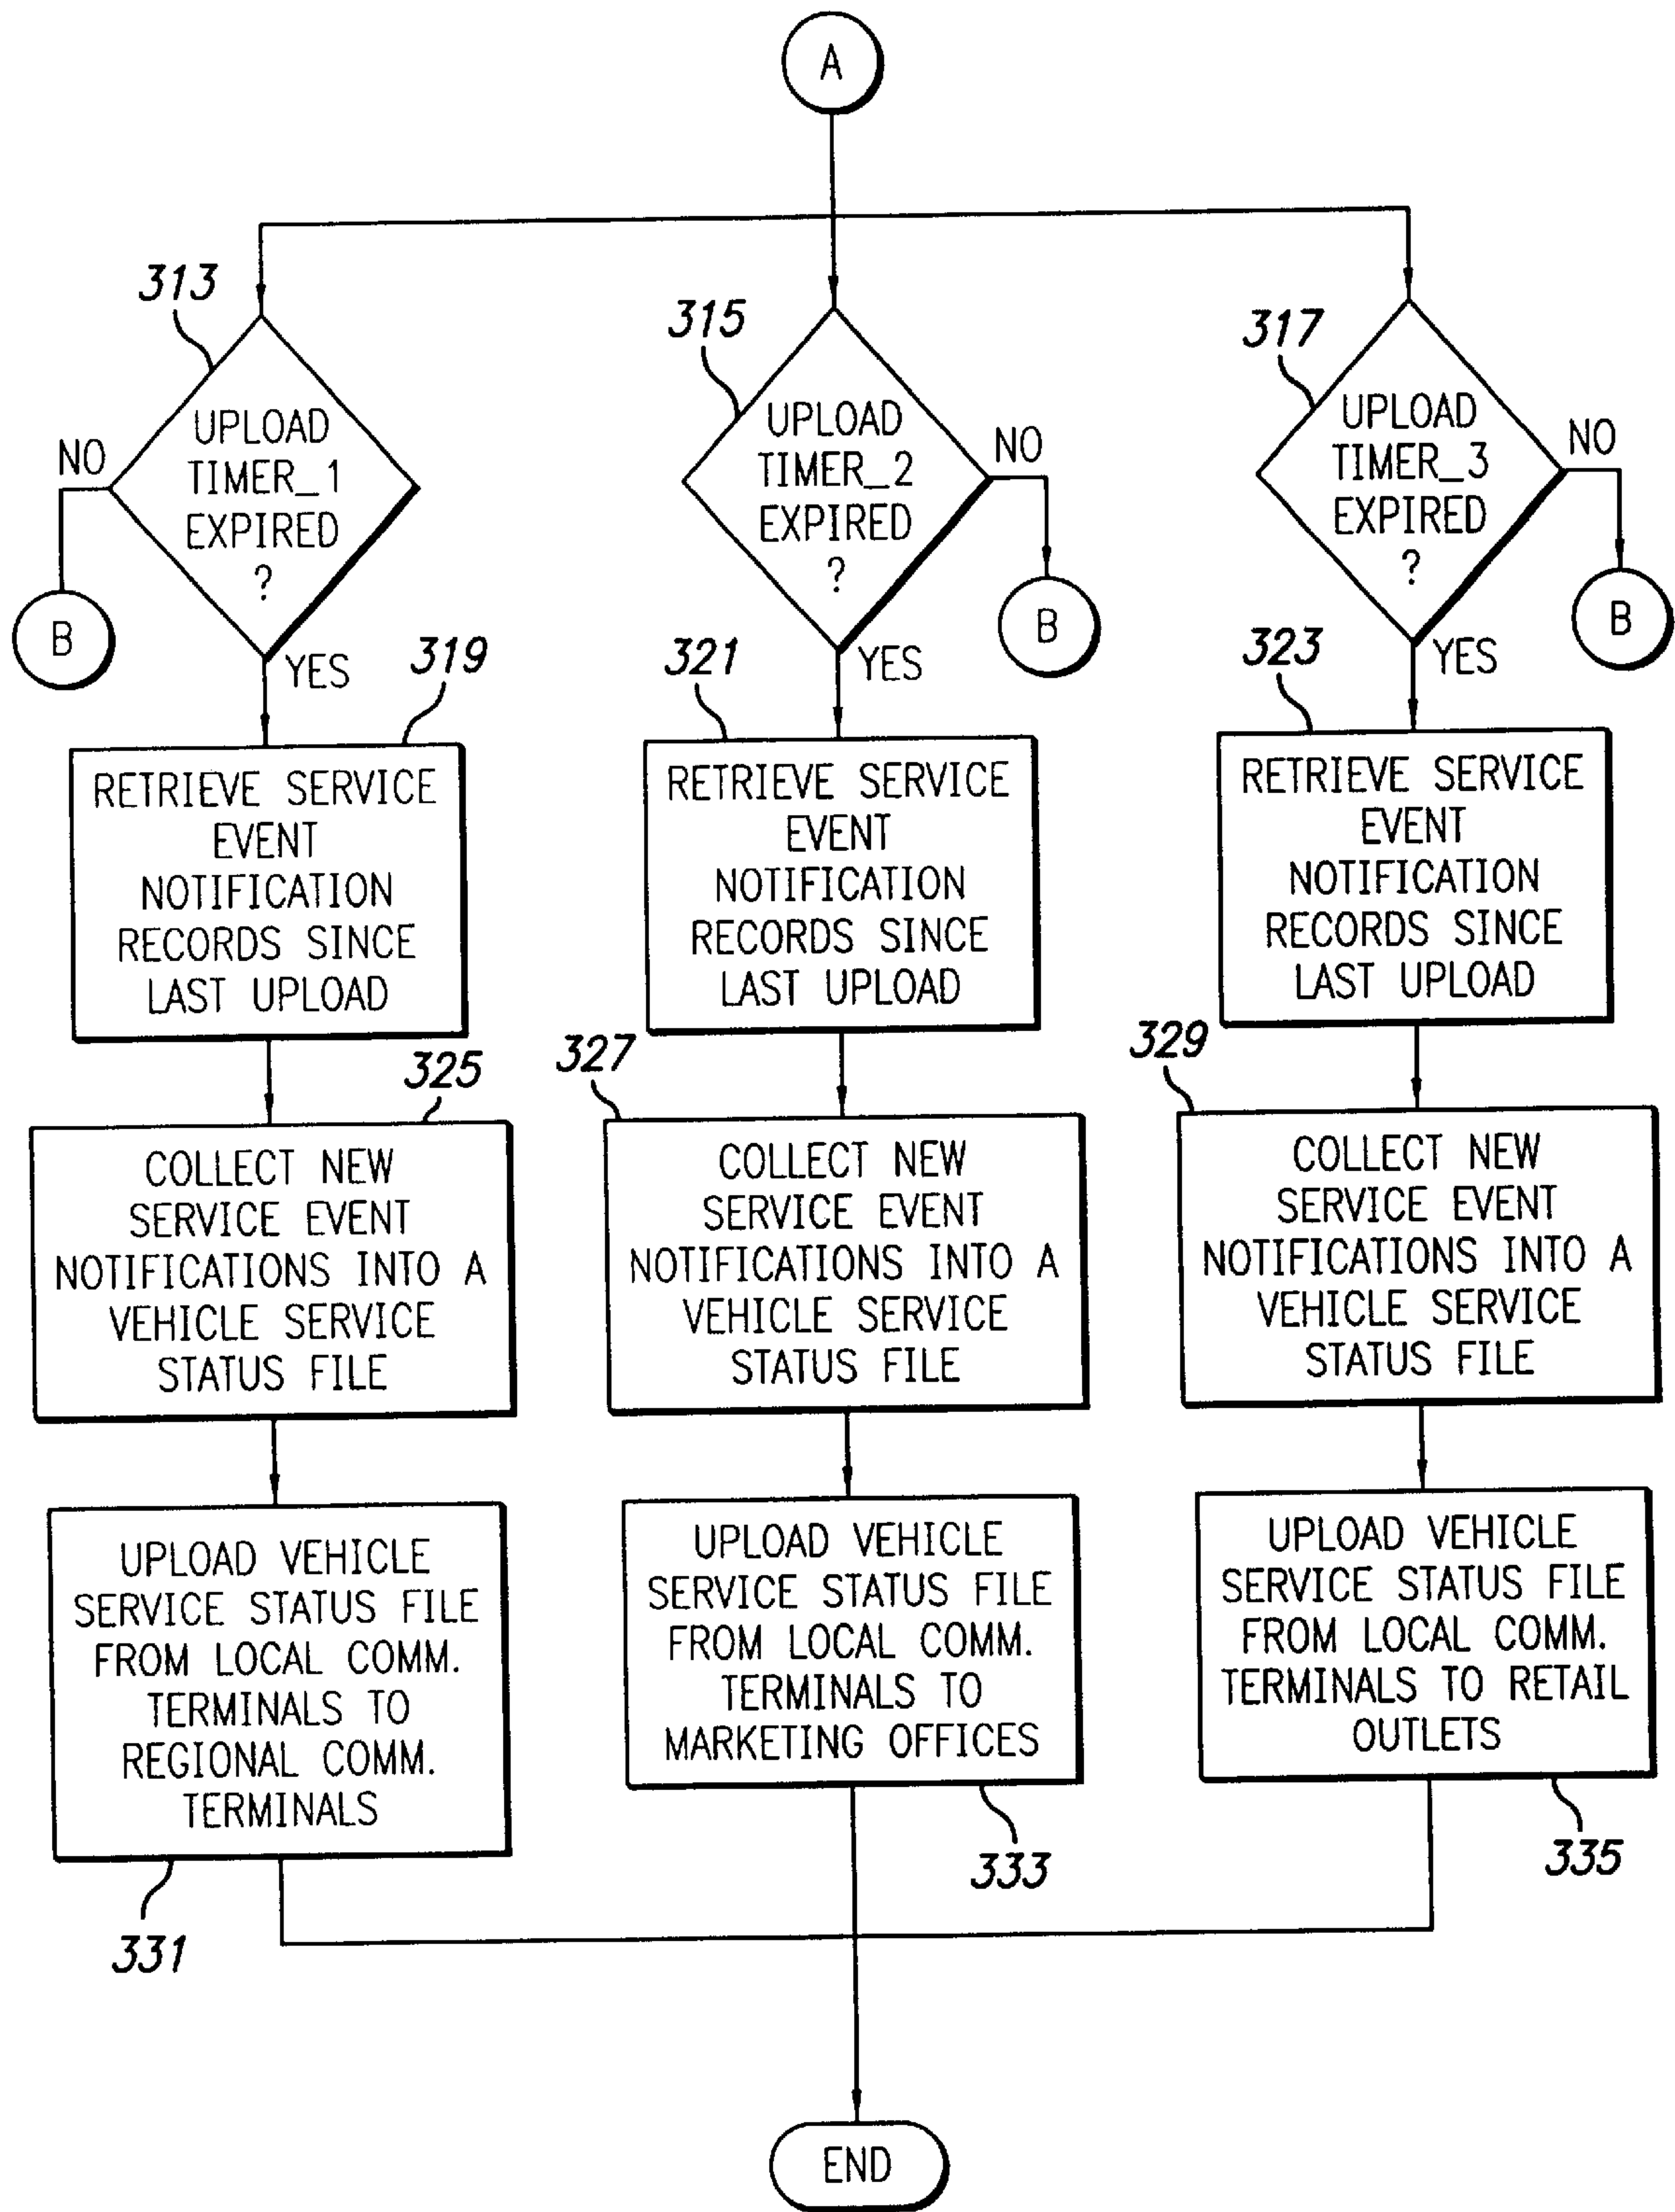 A
313
UPLOAD
TIMER_1
EXPIRED
?
NO
B
YES
315
UPLOAD
TIMER_2
EXPIRED
?
NO
B
YES
317
UPLOAD
TIMER_3
EXPIRED
?
NO
B
YES
319
RETRIEVE SERVICE
EVENT
NOTIFICATION
RECORDS SINCE
LAST UPLOAD
321
RETRIEVE SERVICE
EVENT
NOTIFICATION
RECORDS SINCE
LAST UPLOAD
323
RETRIEVE SERVICE
EVENT
NOTIFICATION
RECORDS SINCE
LAST UPLOAD
325
COLLECT NEW
SERVICE EVENT
NOTIFICATIONS INTO A
VEHICLE SERVICE
STATUS FILE
327
COLLECT NEW
SERVICE EVENT
NOTIFICATIONS INTO A
VEHICLE SERVICE
STATUS FILE
329
COLLECT NEW
SERVICE EVENT
NOTIFICATIONS INTO A
VEHICLE SERVICE
STATUS FILE
UPLOAD VEHICLE
SERVICE STATUS FILE
FROM LOCAL COMM.
TERMINALS TO
REGIONAL COMM.
TERMINALS
331
UPLOAD VEHICLE
SERVICE STATUS FILE
FROM LOCAL COMM.
TERMINALS TO
MARKETING OFFICES
333
UPLOAD VEHICLE
SERVICE STATUS FILE
FROM LOCAL COMM.
TERMINALS TO RETAIL
OUTLETS
335
END